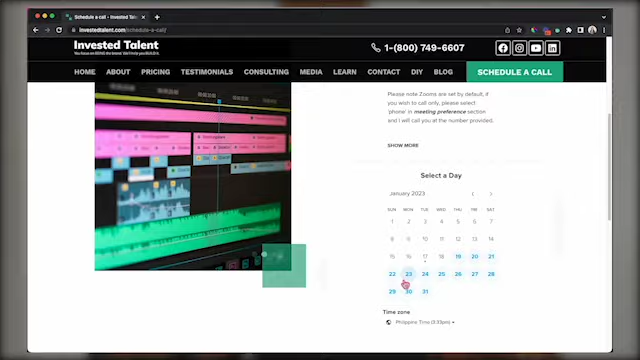 Schedule a call - Invested Talen
investedtalent.com/schedule-a-call/
Invested Talent
1-(800) 749-6607
HOME ABOUT PRICING TESTIMONIALS CONSULTING MEDIA LEARN CONTACT DIY BLOG
SCHEDULE A CALL
Please note Zooms are set by default, if
you wish to call only, please select
'phone' in meeting preference section
and I will call you at the number provided.
SHOW MORE
Select a Day
January 2023
SUN MON TUE WED THU FRI SAT
1 2 3 4 5 6 7
8 9 10 11 12 13 14
15 16 17 18 19 20 21
22 23 24 25 26 27 28
29 30 31
Time zone
Philippine Time (3:33pm)